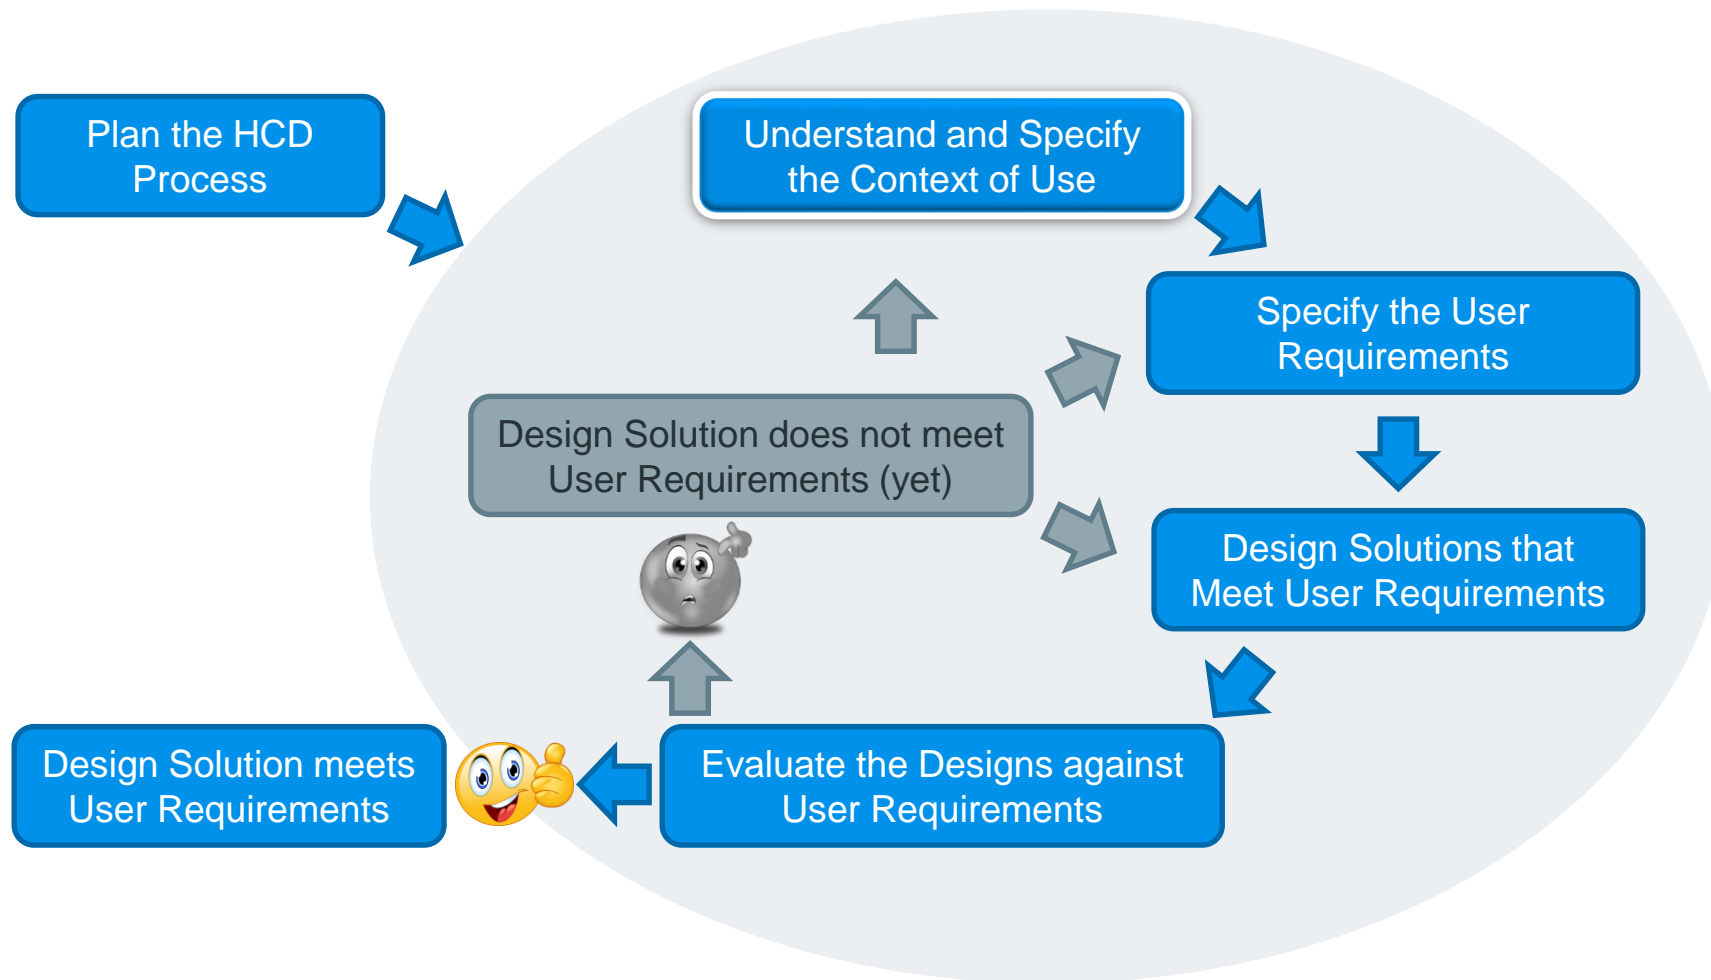 Plan the HCD
Process
Understand and Specify
the Context of Use
Specify the User
Requirements
Design Solution does not meet
User Requirements (yet)
Design Solutions that
Meet User Requirements
Design Solution meets
User Requirements
Evaluate the Designs against
User Requirements